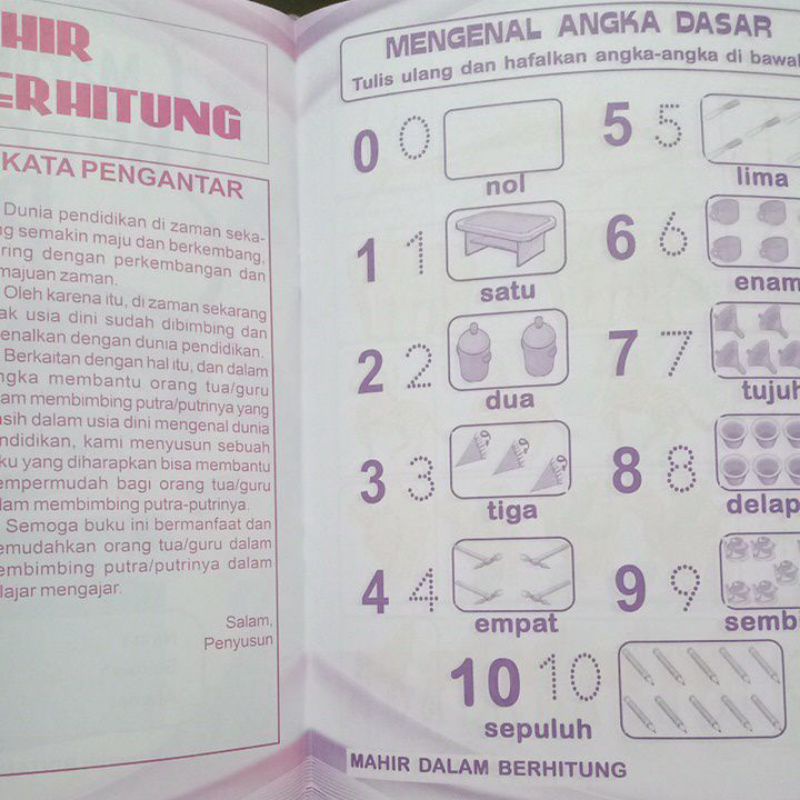 HIR
ERHITUNG
KATA PENGANTAR
Dunia pendidikan di zaman seka-
g semakin maju dan berkembang,
ring dengan perkembangan dan
majuan zaman.
Oleh karena itu, di zaman sekarang
ak usia dini sudah dibimbing dan
enalkan dengan dunia pendidikan.
Berkaitan dengan hal itu, dan dalam
ngka membantu orang tua/guru
am membimbing putra/putrinya yang
sih dalam usia dini mengenal dunia
ndidikan, kami menyusun sebuah
ku yang diharapkan bisa membantu
empermudah bagi orang tua/guru
lam membimbing putra-putrinya.
Semoga buku ini bermanfaat dan
emudahkan orang tua/guru dalam
embimbing putra/putrinya dalam
lajar mengajar.
Salam,
Penyusun
MENGENAL ANGKA DASAR
Tulis ulang dan hafalkan angka-angka di bawa
0 0
nol
1 1
satu
2 2
dua
3 3
tiga
4 4
empat
5 5
lima
6 6
enam
7 7
tujuh
8 8
delap
9 9
semb
10 10
sepuluh
MAHIR DALAM BERHITUNG